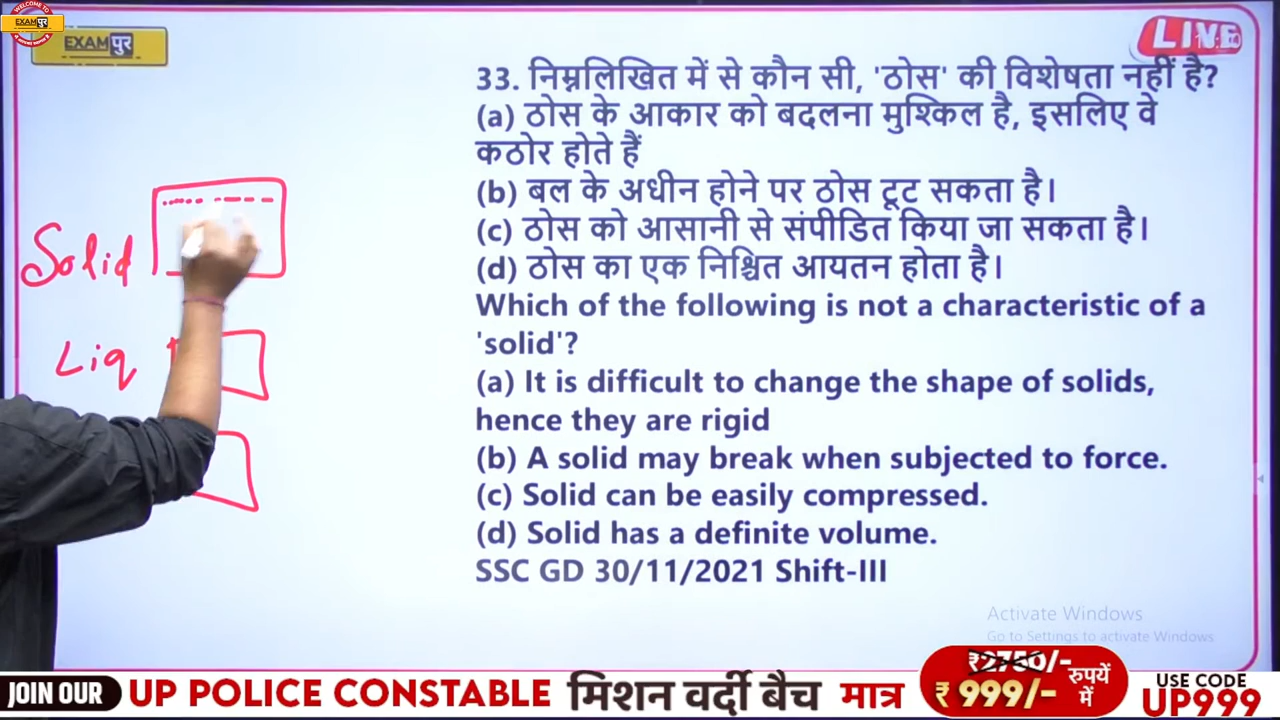 WELCOME TO
EXAMपुर
EXAMपुर
LIVE
33. निम्नलिखित में से कौन सी, 'ठोस' की विशेषता नहीं है?
(a) ठोस के आकार को बदलना मुश्किल है, इसलिए वे
कठोर होते हैं
(b) बल के अधीन होने पर ठोस टूट सकता है।
(c) ठोस को आसानी से संपीडित किया जा सकता है।
(d) ठोस का एक निश्चित आयतन होता है।
Which of the following is not a characteristic of a
'solid'?
(a) It is difficult to change the shape of solids,
hence they are rigid
(b) A solid may break when subjected to force.
(c) Solid can be easily compressed.
(d) Solid has a definite volume.
SSC GD 30/11/2021 Shift-III
Solid
Liq
Activate Windows
Go to Settings to activate Windows
JOIN OUR UP POLICE CONSTABLE मिशन वर्दी बैच मात्र ₹2750/- ₹999/- रुपयें में
USE CODE
UP999